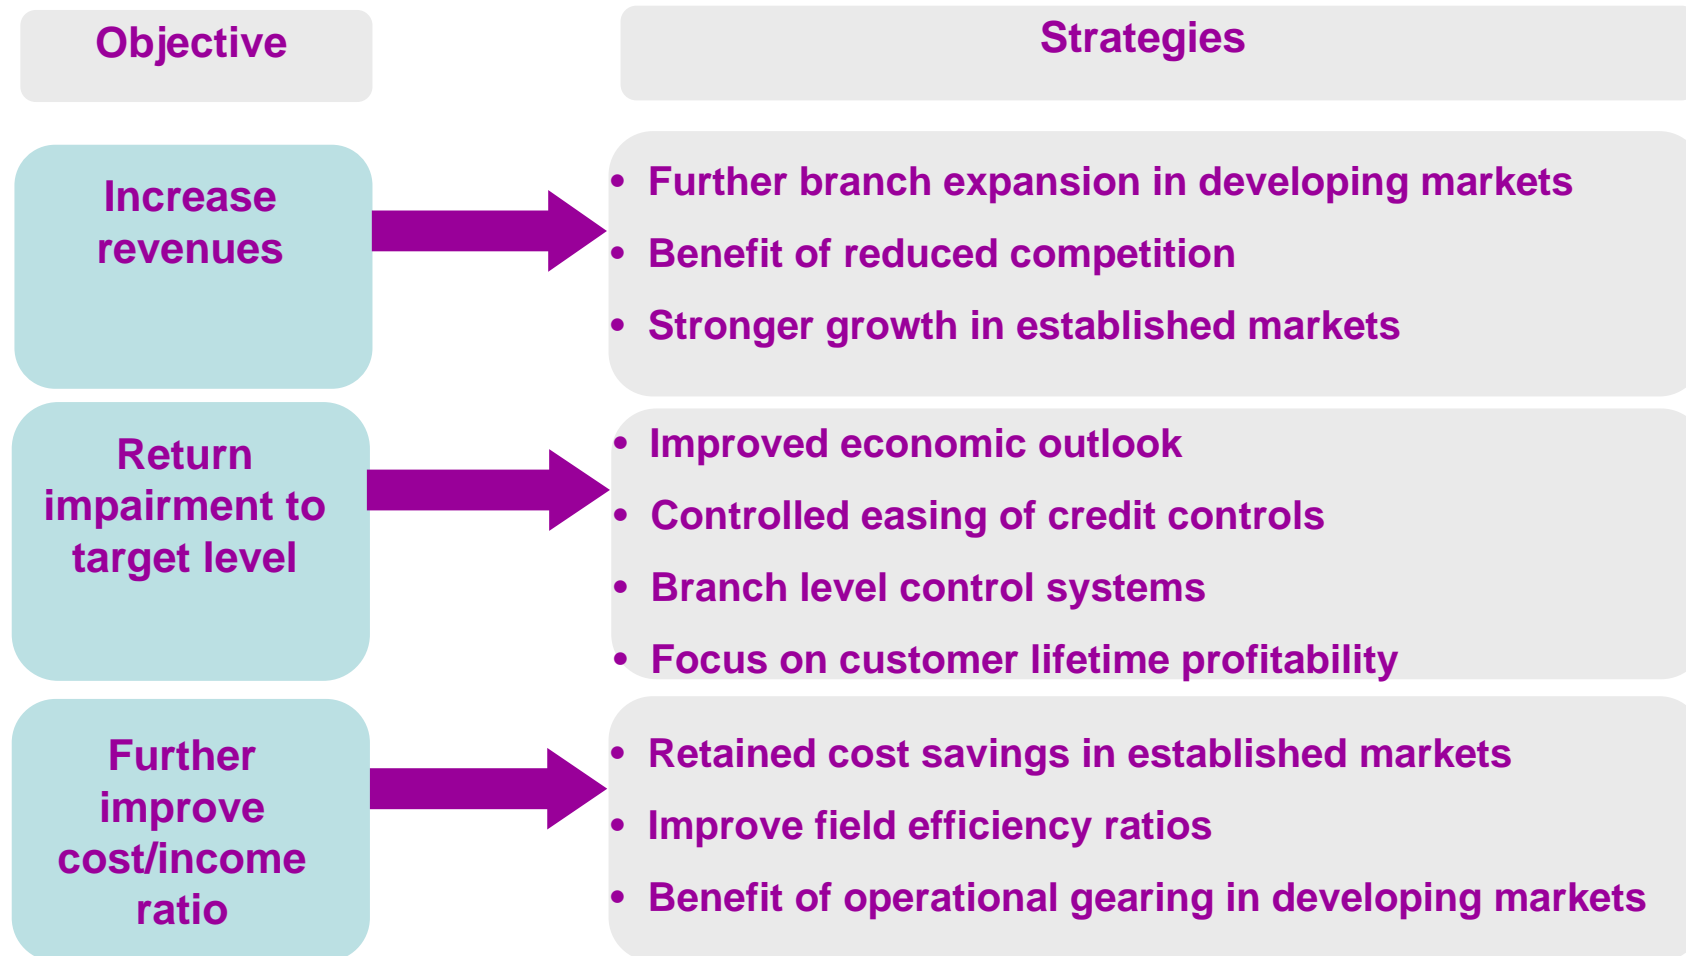 Objective
Strategies
Increase
revenues
• Further branch expansion in developing markets
• Benefit of reduced competition
• Stronger growth in established markets
Return
impairment to
target level
• Improved economic outlook
• Controlled easing of credit controls
• Branch level control systems
• Focus on customer lifetime profitability
Further
improve
cost/income
ratio
• Retained cost savings in established markets
• Improve field efficiency ratios
• Benefit of operational gearing in developing markets